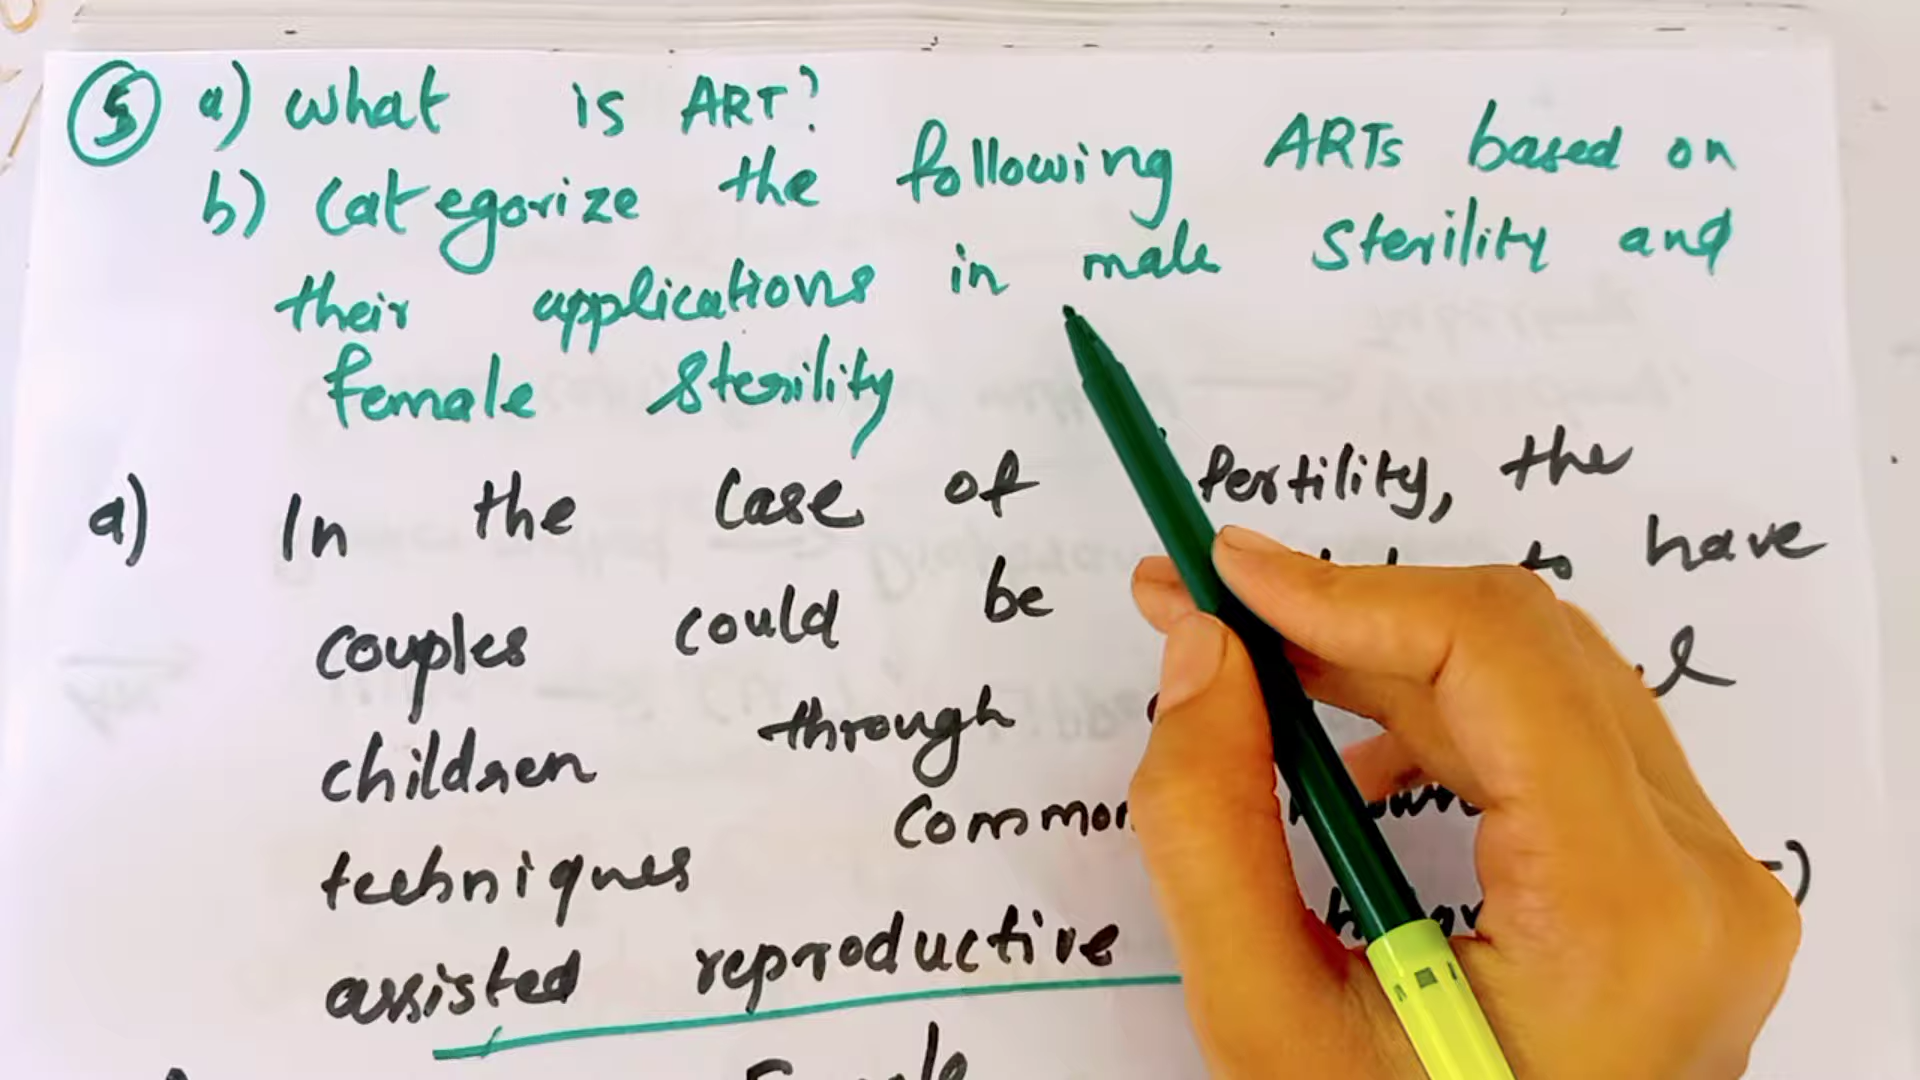 5 a) What is ART?
b) Categorize the following ARTs based on
their applications in male Sterility and
Female Sterility
a) In the case of fertility, the
couples could be to have
children through
techniques common
assisted reproductive